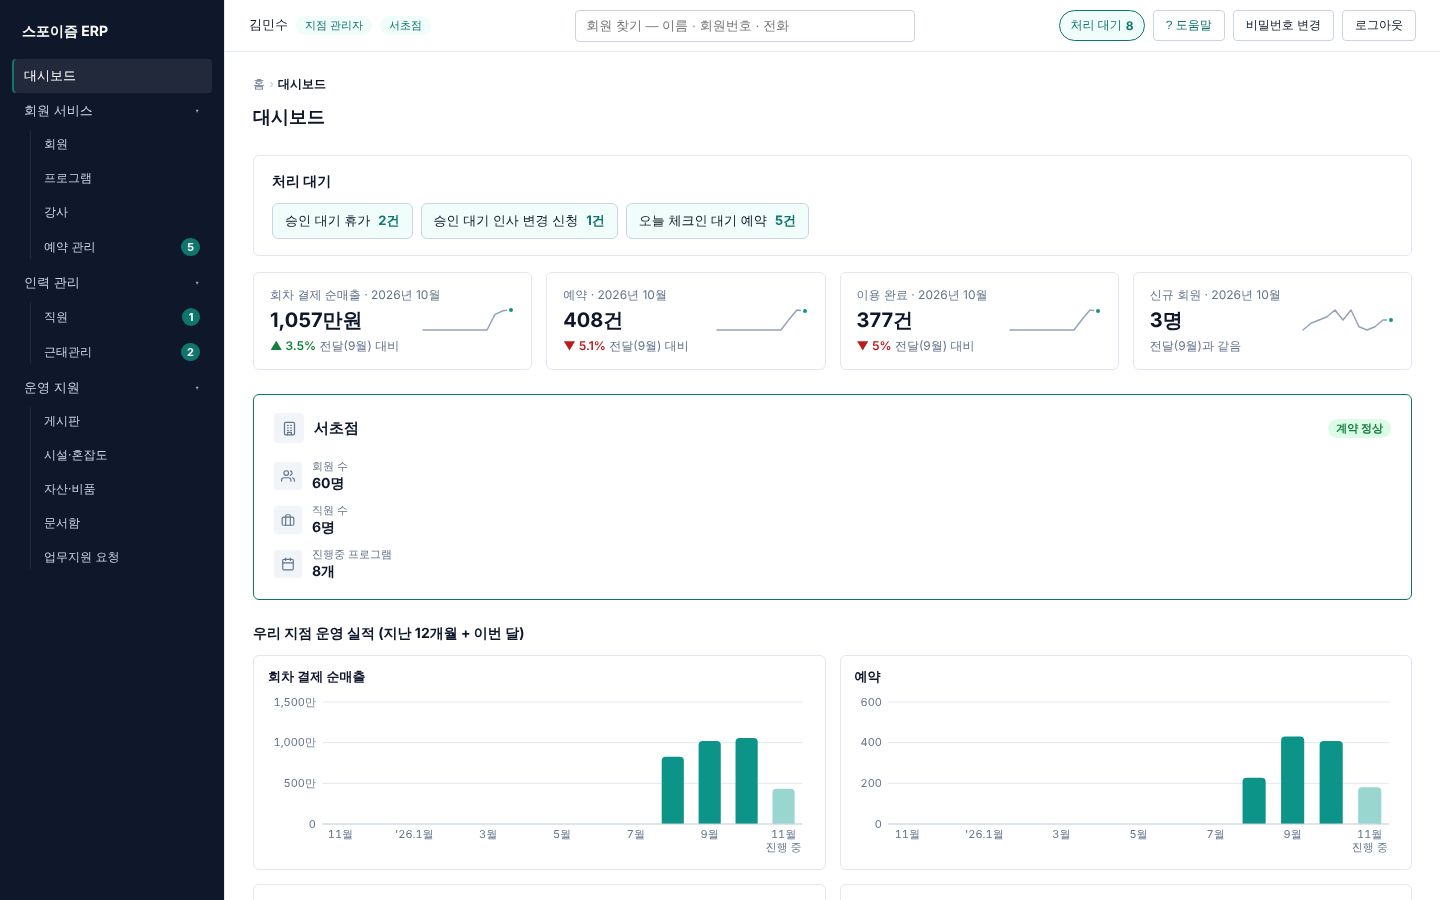 스포이즘 ERP
김민수 지점 관리자 서초점
회원 찾기 — 이름 · 회원번호 · 전화
처리 대기 8
? 도움말
비밀번호 변경
로그아웃
대시보드
회원 서비스
회원
프로그램
강사
예약 관리 5
인력 관리
직원 1
근태관리 2
운영 지원
게시판
시설·혼잡도
자산·비품
문서함
업무지원 요청
홈 › 대시보드
대시보드
처리 대기
승인 대기 휴가 2건
승인 대기 인사 변경 신청 1건
오늘 체크인 대기 예약 5건
회차 결제 순매출 · 2026년 10월
1,057만원
▲ 3.5% 전달(9월) 대비
예약 · 2026년 10월
408건
▼ 5.1% 전달(9월) 대비
이용 완료 · 2026년 10월
377건
▼ 5% 전달(9월) 대비
신규 회원 · 2026년 10월
3명
전달(9월)과 같음
서초점
계약 정상
회원 수
60명
직원 수
6명
진행중 프로그램
8개
우리 지점 운영 실적 (지난 12개월 + 이번 달)
회차 결제 순매출
1,500만
1,000만
500만
0
11월 '26.1월 3월 5월 7월 9월 11월
진행 중
예약
600
400
200
0
11월 '26.1월 3월 5월 7월 9월 11월
진행 중